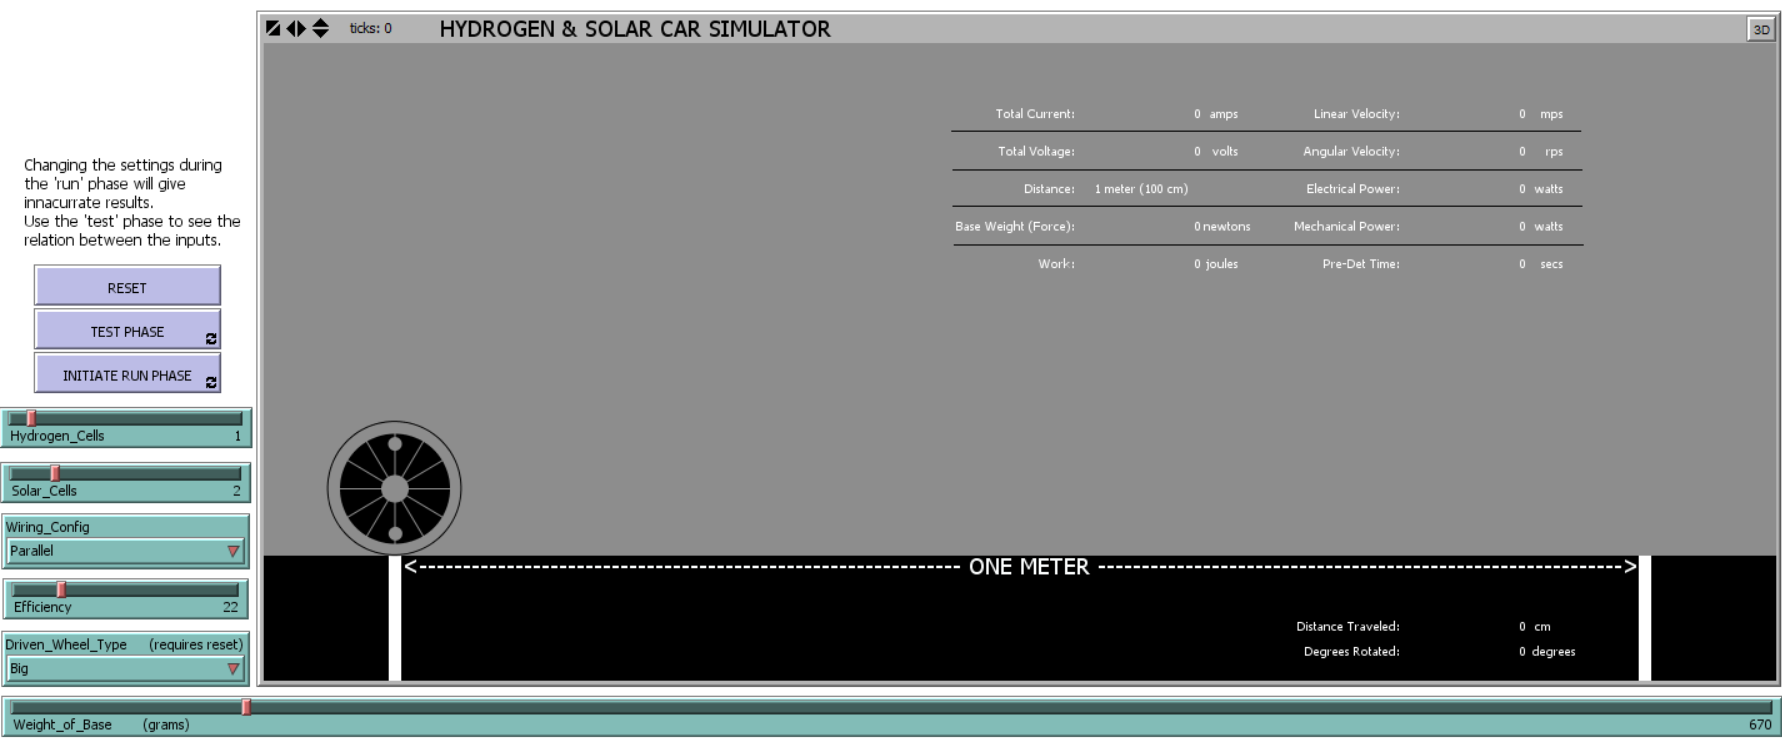 ticks: 0
HYDROGEN & SOLAR CAR SIMULATOR
3D
Changing the settings during
the 'run' phase will give
innacurrate results.
Use the 'test' phase to see the
relation between the inputs.
RESET
TEST PHASE
INITIATE RUN PHASE
Hydrogen_Cells 1
Solar_Cells 2
Wiring_Config
Parallel
Efficiency 22
Driven_Wheel_Type (requires reset)
Big
Total Current: 0 amps Linear Velocity: 0 mps
Total Voltage: 0 volts Angular Velocity: 0 rps
Distance: 1 meter (100 cm) Electrical Power: 0 watts
Base Weight (Force): 0 newtons Mechanical Power: 0 watts
Work: 0 joules Pre-Det Time: 0 secs
<------------------------------------------------------------- ONE METER ----------------------------------------------------------->
Distance Traveled: 0 cm
Degrees Rotated: 0 degrees
Weight_of_Base (grams) 670